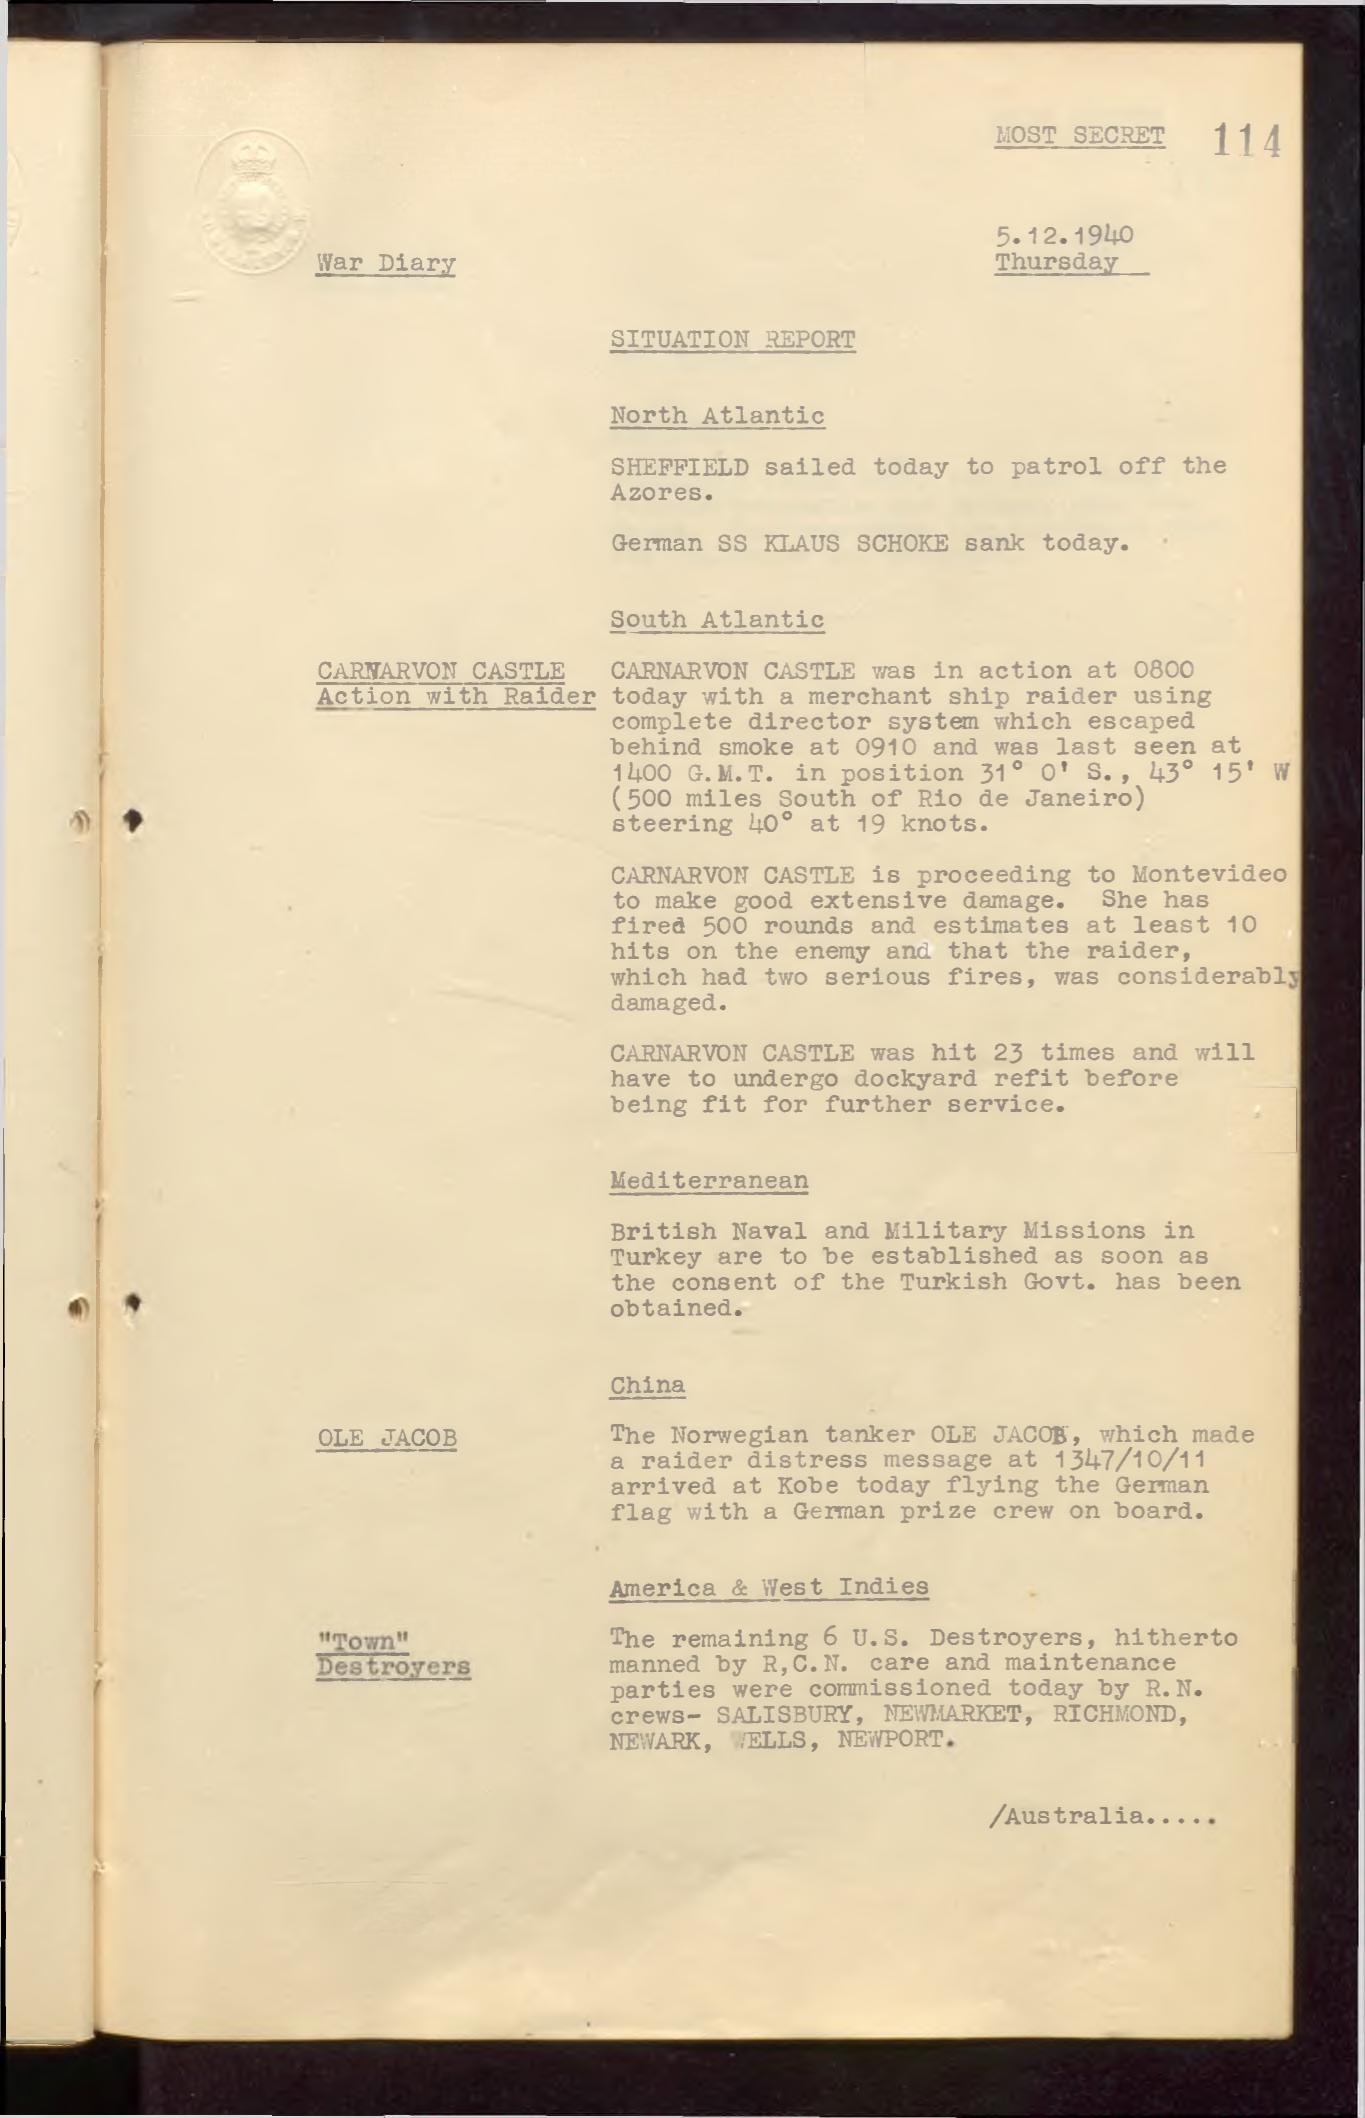 MOST SECRET 114
5.12.1940
War Diary
Thursday
SITUATION REPORT
North Atlantic
SHEFFIELD sailed today to patrol off the
Azores.
German SS KLAUS SCHOKE sank today.
South Atlantic
CARNARVON CASTLE
Action with Raider
CARNARVON CASTLE was in action at 0800
today with a merchant ship raider using
complete director system which escaped
behind smoke at 0910 and was last seen at
1400 G.M.T. in position 31° 0' S., 43° 15' W
(500 miles South of Rio de Janeiro)
steering 40° at 19 knots.
CARNARVON CASTLE is proceeding to Montevideo
to make good extensive damage. She has
fired 500 rounds and estimates at least 10
hits on the enemy and that the raider,
which had two serious fires, was considerably
damaged.
CARNARVON CASTLE was hit 23 times and will
have to undergo dockyard refit before
being fit for further service.
Mediterranean
British Naval and Military Missions in
Turkey are to be established as soon as
the consent of the Turkish Govt. has been
obtained.
China
OLE JACOB
The Norwegian tanker OLE JACOB, which made
a raider distress message at 1347/10/11
arrived at Kobe today flying the German
flag with a German prize crew on board.
America & West Indies
"Town"
Destroyers
The remaining 6 U.S. Destroyers, hitherto
manned by R,C.N. care and maintenance
parties were commissioned today by R.N.
crews- SALISBURY, NEWMARKET, RICHMOND,
NEWARK, WELLS, NEWPORT.
/Australia.....